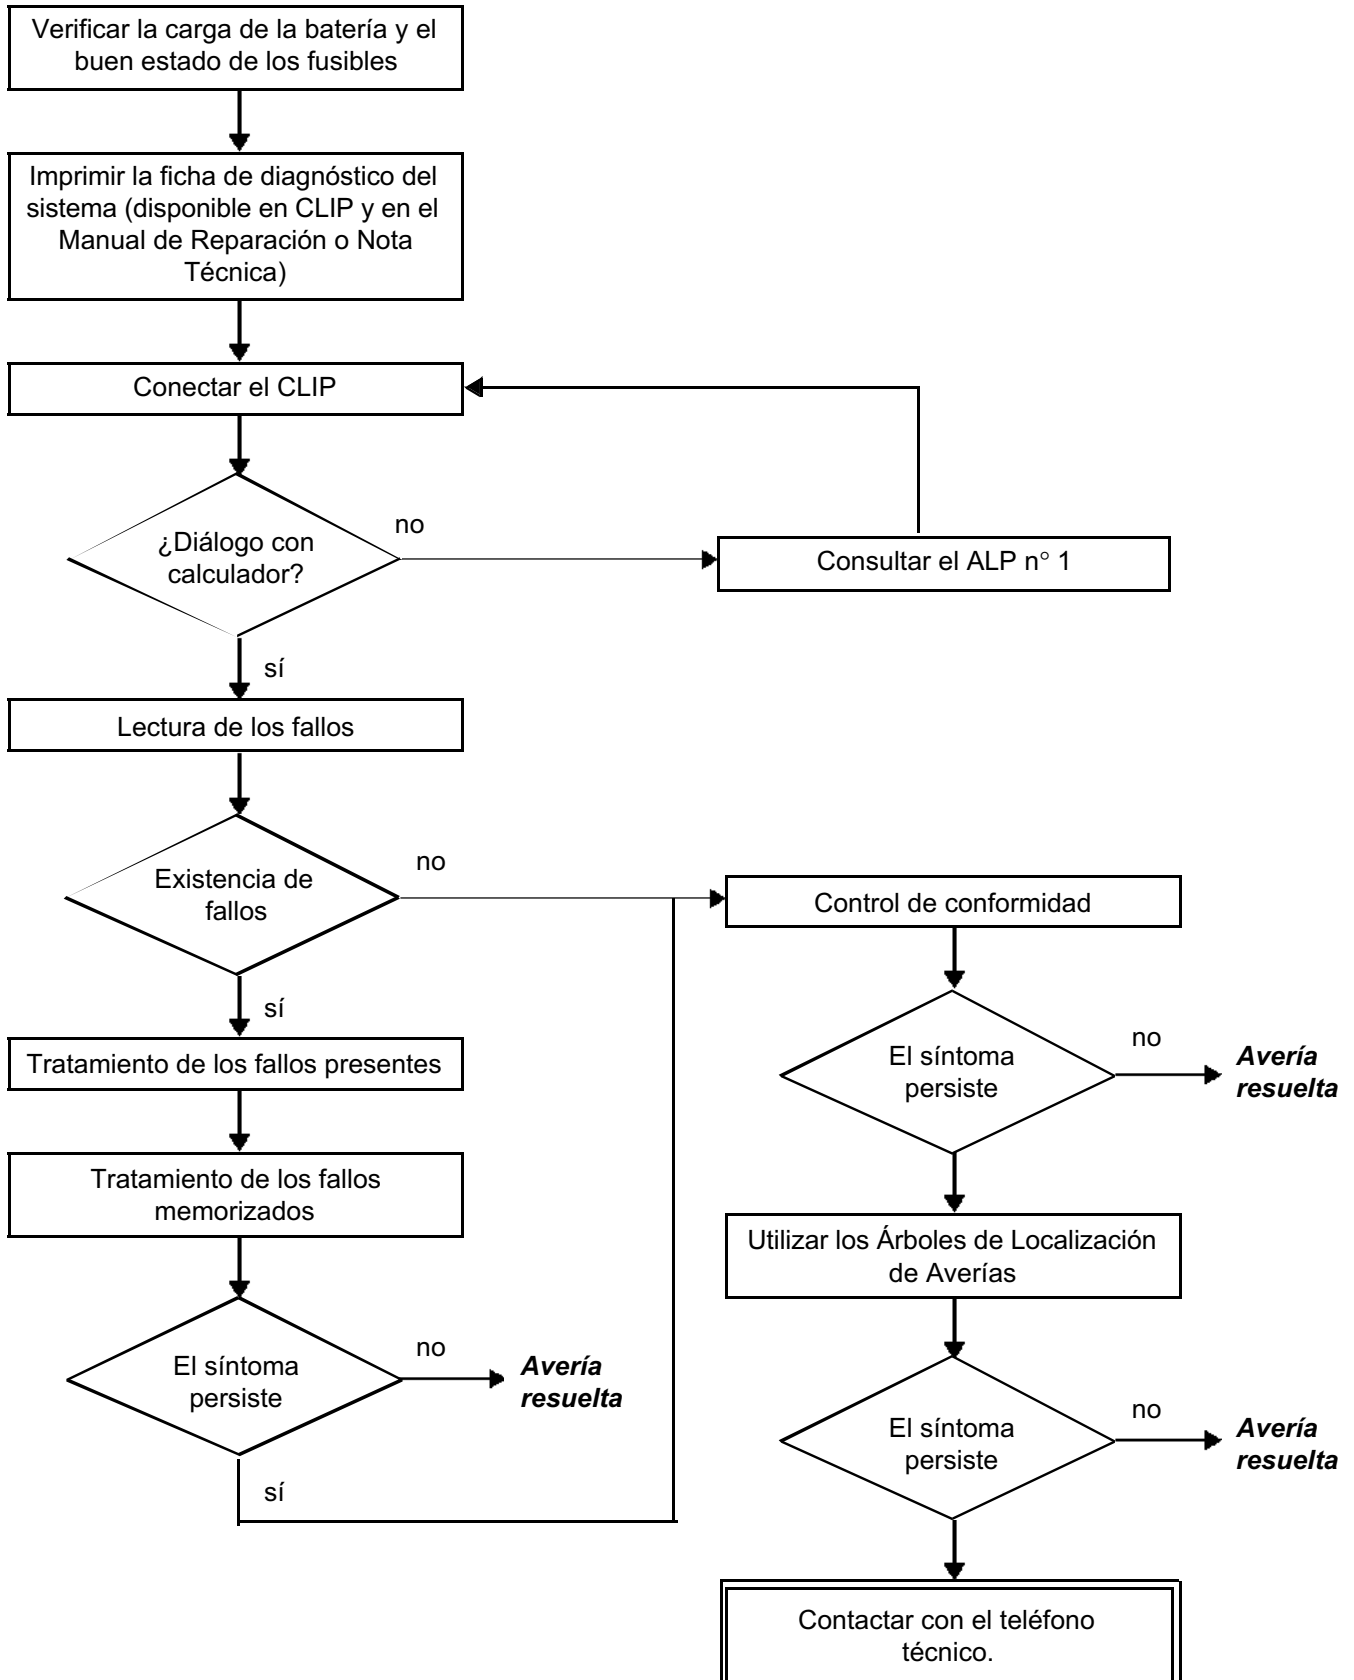 Verificar la carga de la batería y el
buen estado de los fusibles
Imprimir la ficha de diagnóstico del
sistema (disponible en CLIP y en el
Manual de Reparación o Nota
Técnica)
Conectar el CLIP
¿Diálogo con
calculador?
no
Consultar el ALP n° 1
sí
Lectura de los fallos
Existencia de
fallos
no
Control de conformidad
sí
Tratamiento de los fallos presentes
El síntoma
persiste
no
Avería
resuelta
Tratamiento de los fallos
memorizados
Utilizar los Árboles de Localización
de Averías
El síntoma
persiste
no
Avería
resuelta
sí
El síntoma
persiste
no
Avería
resuelta
Contactar con el teléfono
técnico.